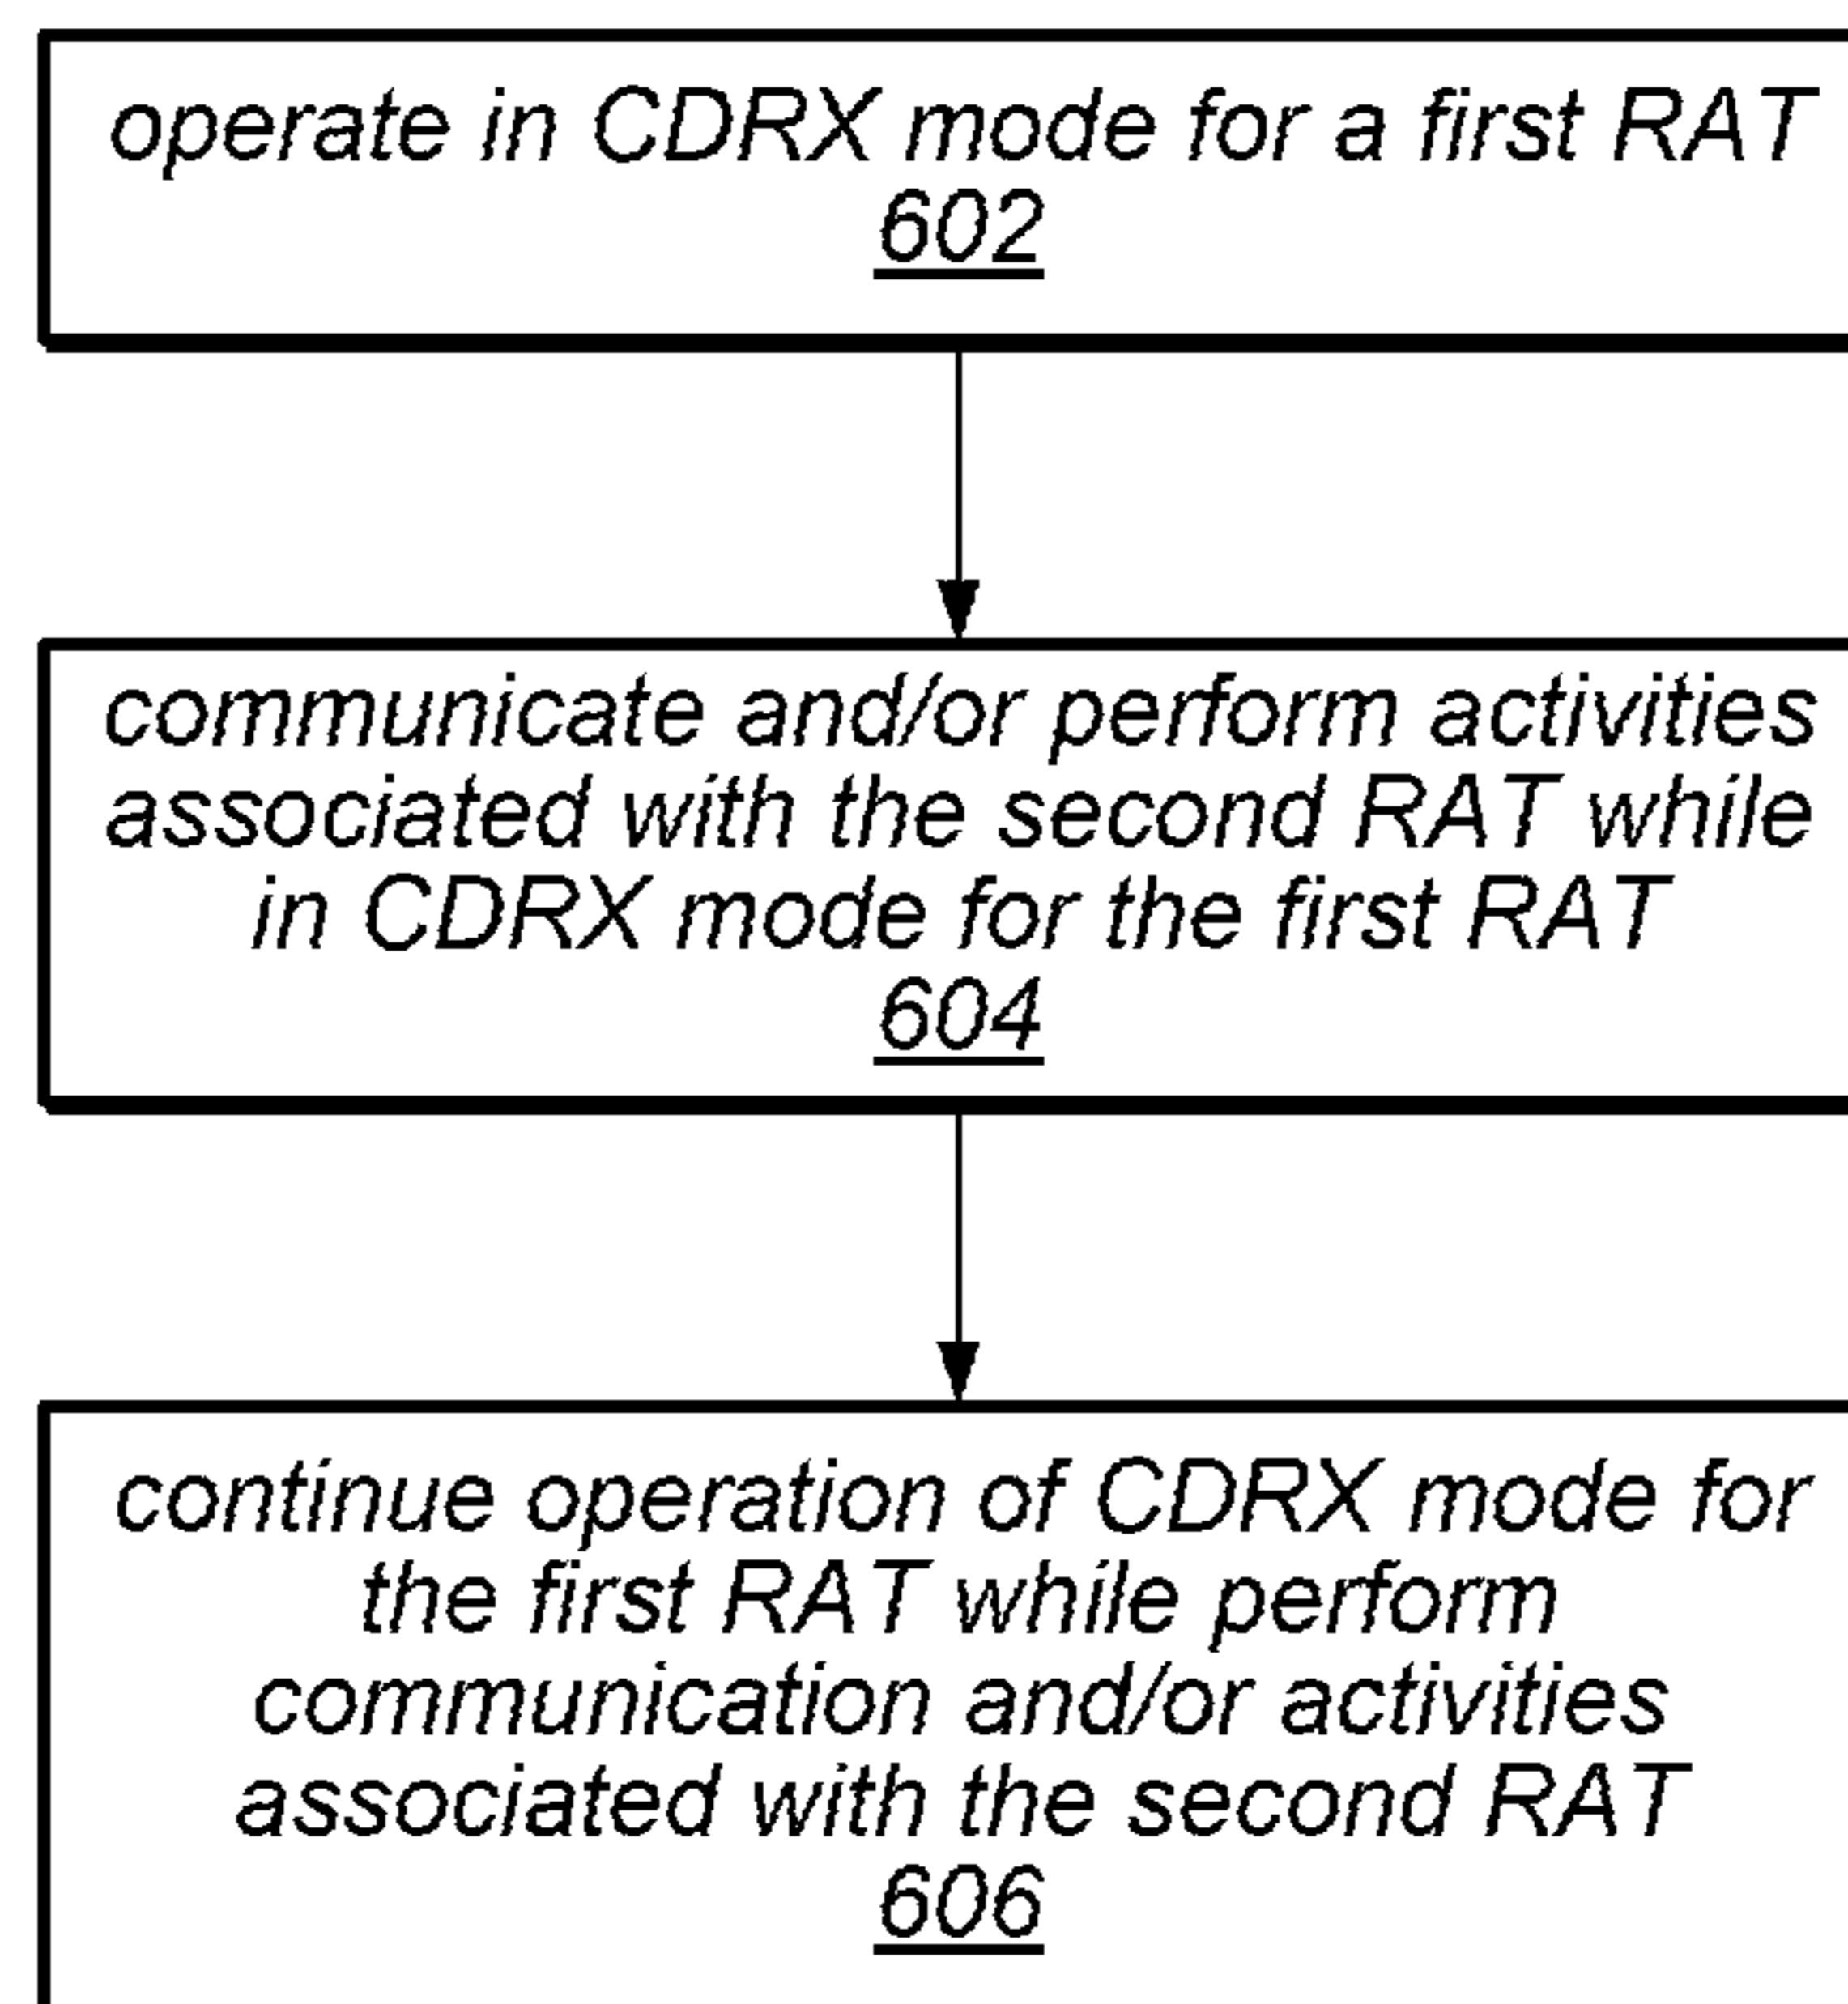 operate in CDRX mode for a first RAT
602
communicate and/or perform activities
associated with the second RAT while
in CDRX mode for the first RAT
604
continue operation of CDRX mode for
the first RAT while perform
communication and/or activities
associated with the second RAT
606